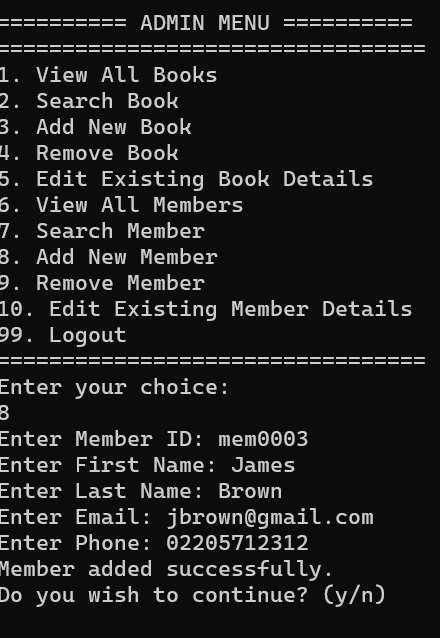 ========== ADMIN MENU ==========
=================================
1. View All Books
2. Search Book
3. Add New Book
4. Remove Book
5. Edit Existing Book Details
6. View All Members
7. Search Member
8. Add New Member
9. Remove Member
10. Edit Existing Member Details
99. Logout
=================================
Enter your choice:
8
Enter Member ID: mem0003
Enter First Name: James
Enter Last Name: Brown
Enter Email: jbrown@gmail.com
Enter Phone: 02205712312
Member added successfully.
Do you wish to continue? (y/n)